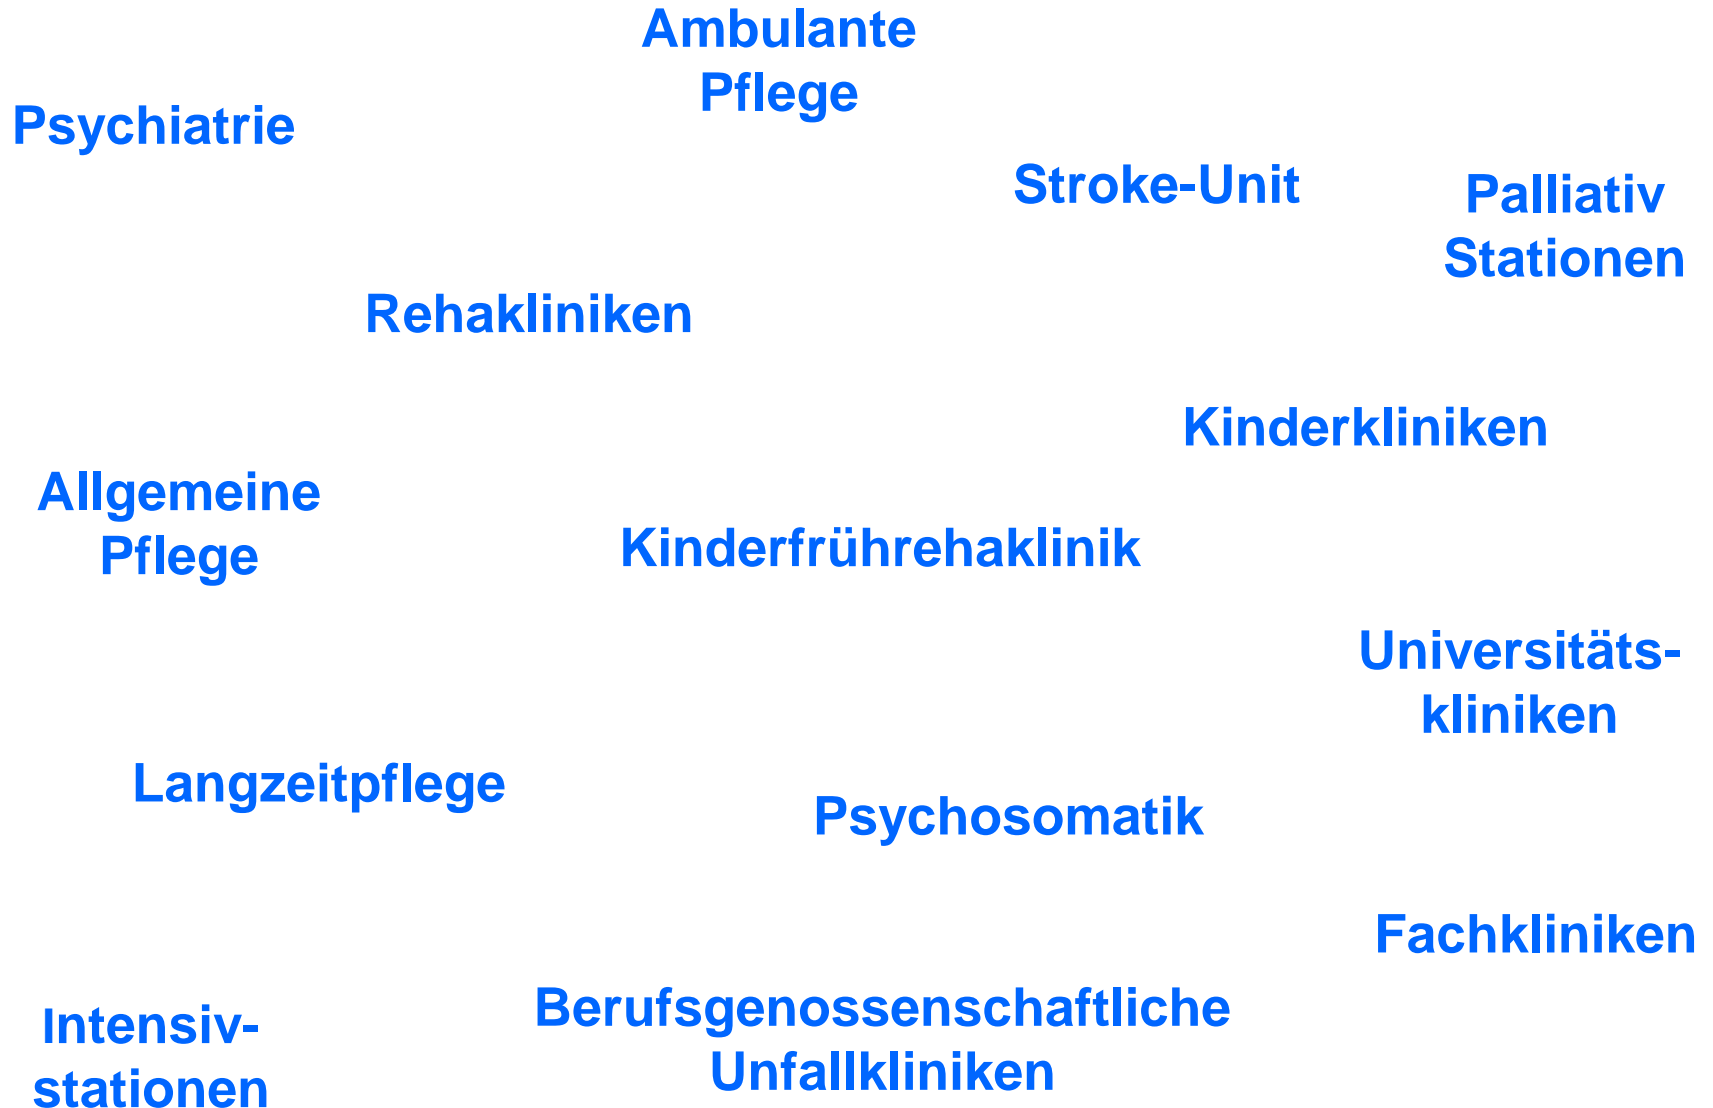 Ambulante
Pflege
Psychiatrie
Stroke-Unit
Palliativ
Stationen
Rehakliniken
Kinderkliniken
Allgemeine
Pflege
Kinderfrührehaklinik
Universitäts-
kliniken
Langzeitpflege
Psychosomatik
Fachkliniken
Intensiv-
stationen
Berufsgenossenschaftliche
Unfallkliniken